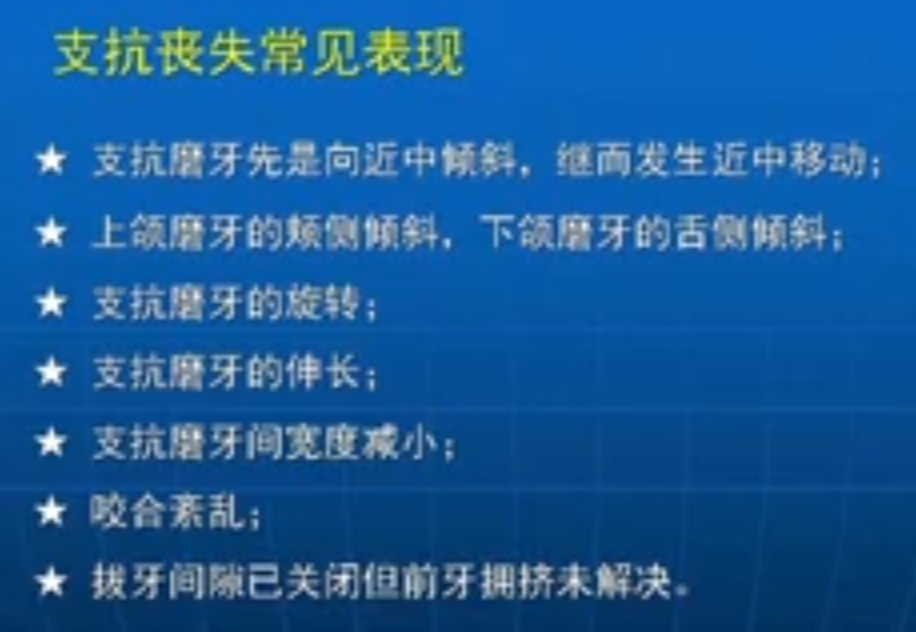 支抗丧失常见表现
★ 支抗磨牙先是向近中倾斜，继而发生近中移动；
★ 上颌磨牙的颊侧倾斜，下颌磨牙的舌侧倾斜；
★ 支抗磨牙的旋转；
★ 支抗磨牙的伸长；
★ 支抗磨牙间宽度减小；
★ 咬合紊乱；
★ 拔牙间隙已关闭但前牙拥挤未解决。